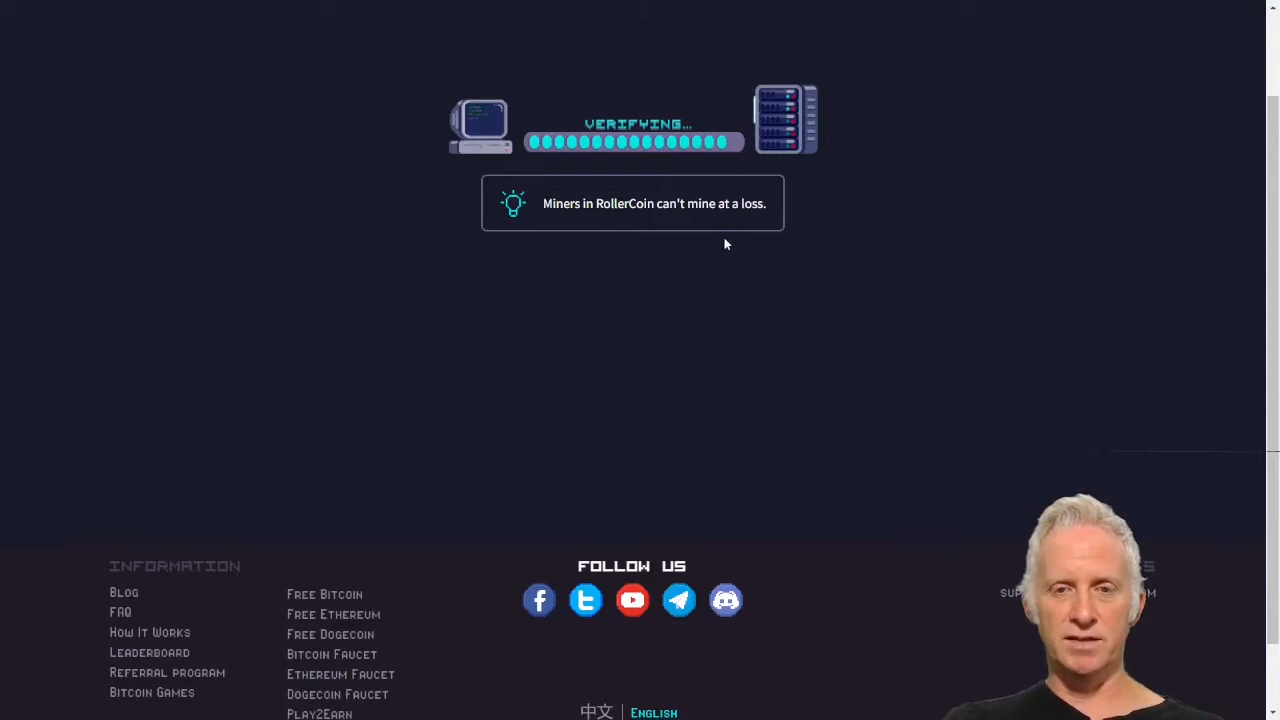 VERIFYING...
Miners in RollerCoin can't mine at a loss.
INFORMATION
Blog
FAQ
How It Works
Leaderboard
Referral program
Bitcoin Games
Free Bitcoin
Free Ethereum
Free Dogecoin
Bitcoin Faucet
Ethereum Faucet
Dogecoin Faucet
Play2Earn
FOLLOW US
中文 | English